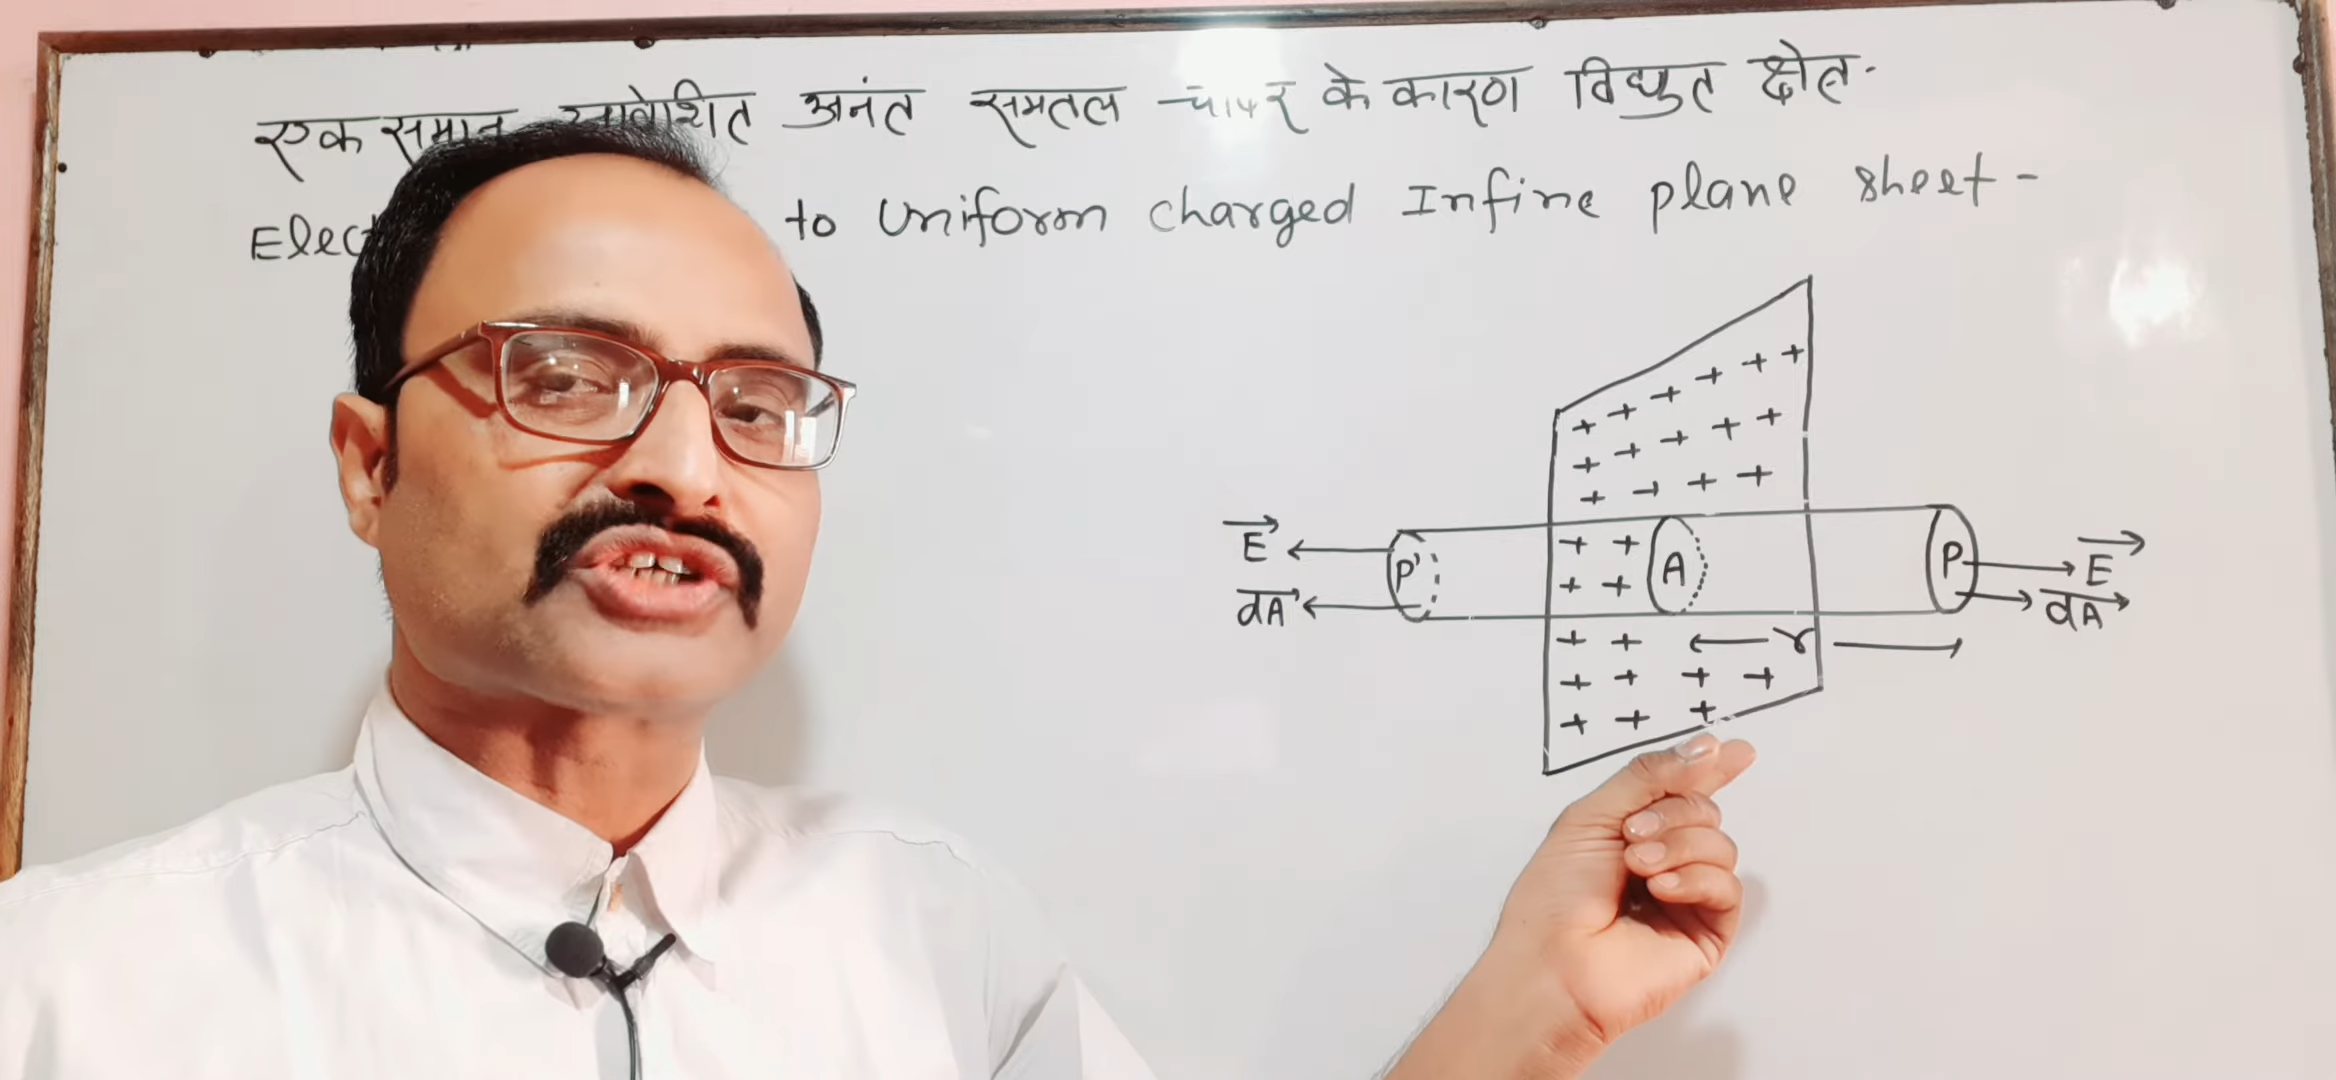 एक समान आवेशित अनंत समतल चादर के कारण विद्युत क्षेत्र-
to Uniform charged Infine plane sheet-
E P' A P E
dA dA
r